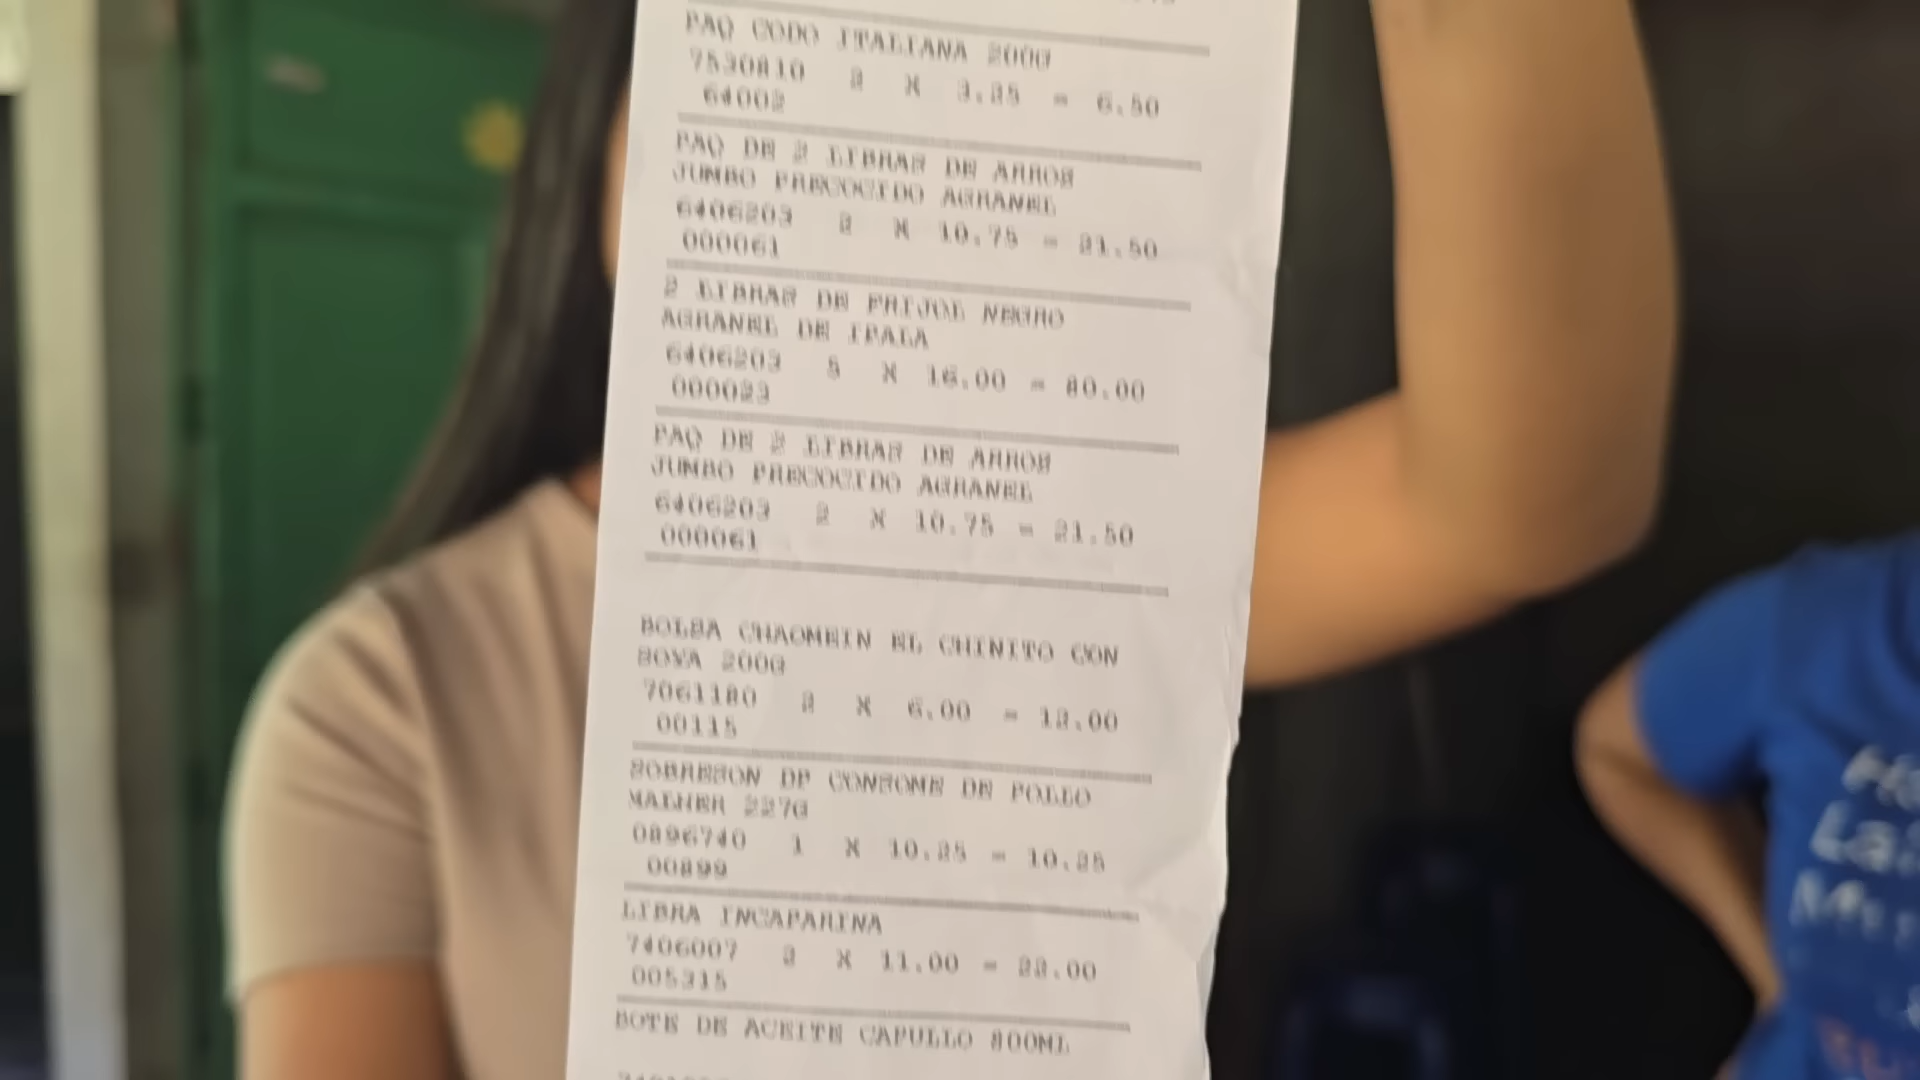 PAQ CODO ITALIANA 200G
7530810 2 X 3.25 = 6.50
64002
PAQ DE 2 LIBRAS DE ARROZ
JUMBO PRECOCIDO AGRANEL
6406203 2 X 10.75 = 21.50
000061
2 LIBRAS DE FRIJOL NEGRO
AGRANEL DE IPALA
6406203 5 X 16.00 = 80.00
000023
PAQ DE 2 LIBRAS DE ARROZ
JUMBO PRECOCIDO AGRANEL
6406203 2 X 10.75 = 21.50
000061
BOLSA CHAOMEIN EL CHINITO CON
SOYA 200G
7061180 2 X 6.00 = 12.00
00115
SOBRESON DP CONSOME DE POLLO
MALHER 227G
0896740 1 X 10.25 = 10.25
00899
LIBRA INCAPARINA
7406007 2 X 11.00 = 22.00
005315
BOTE DE ACEITE CAPULLO 800ML